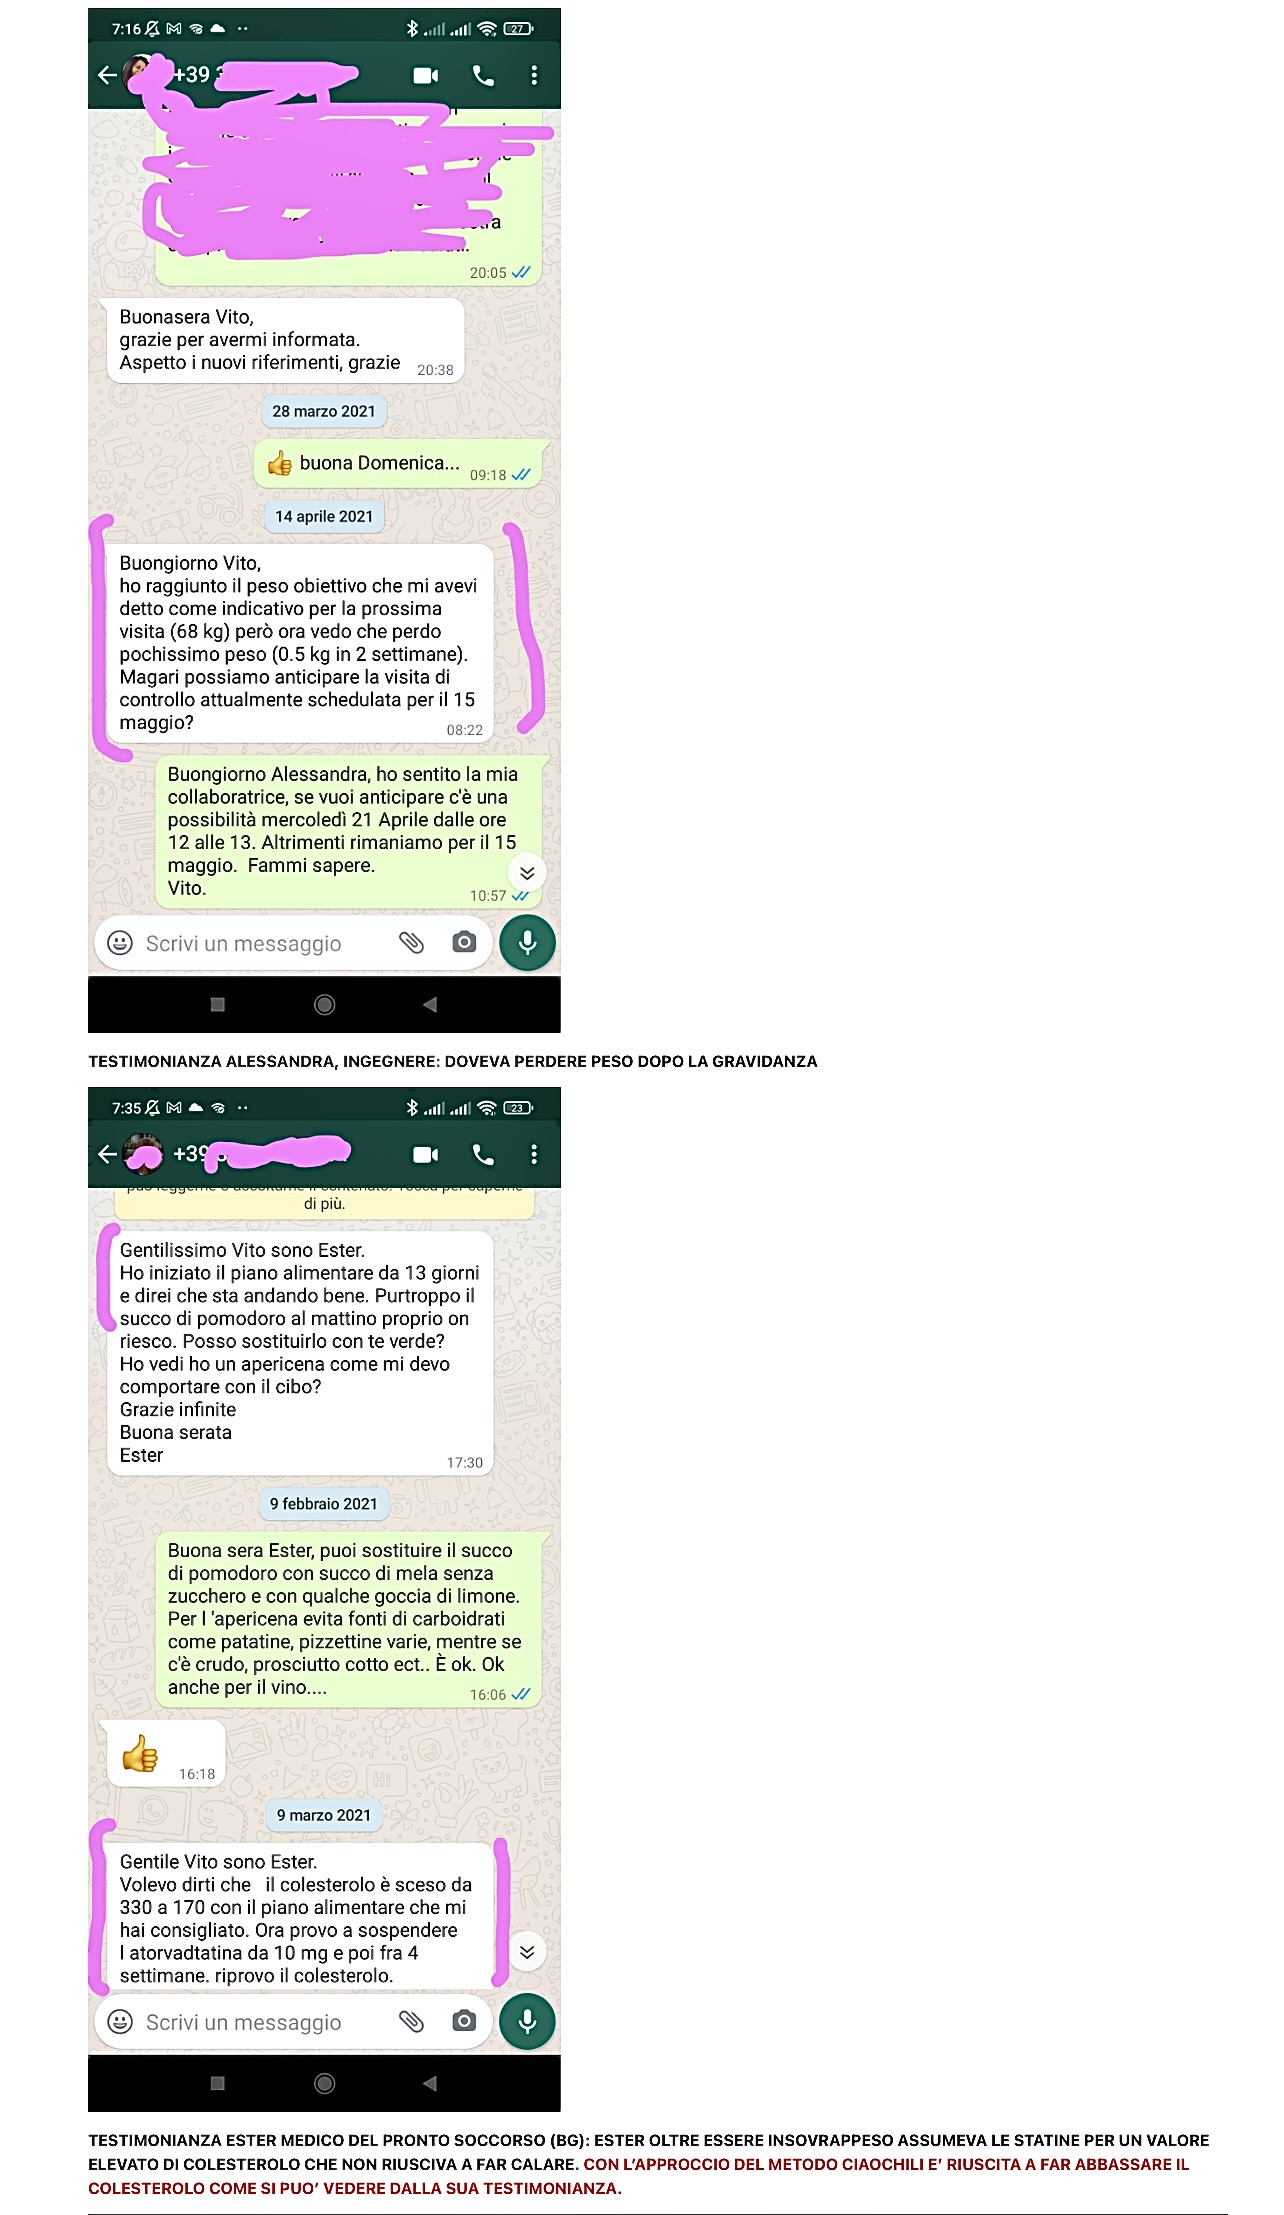 7:16
27
+39 3
20:05
Buonasera Vito,
grazie per avermi informata.
Aspetto i nuovi riferimenti, grazie 20:38
28 marzo 2021
👍 buona Domenica... 09:18
14 aprile 2021
Buongiorno Vito,
ho raggiunto il peso obiettivo che mi avevi
detto come indicativo per la prossima
visita (68 kg) però ora vedo che perdo
pochissimo peso (0.5 kg in 2 settimane).
Magari possiamo anticipare la visita di
controllo attualmente schedulata per il 15
maggio? 08:22
Buongiorno Alessandra, ho sentito la mia
collaboratrice, se vuoi anticipare c'è una
possibilità mercoledì 21 Aprile dalle ore
12 alle 13. Altrimenti rimaniamo per il 15
maggio.  Fammi sapere.
Vito. 10:57
Scrivi un messaggio
TESTIMONIANZA ALESSANDRA, INGEGNERE: DOVEVA PERDERE PESO DOPO LA GRAVIDANZA
7:35
23
+39
di più.
Gentilissimo Vito sono Ester.
Ho iniziato il piano alimentare da 13 giorni
e direi che sta andando bene. Purtroppo il
succo di pomodoro al mattino proprio on
riesco. Posso sostituirlo con te verde?
Ho vedi ho un apericena come mi devo
comportare con il cibo?
Grazie infinite
Buona serata
Ester 17:30
9 febbraio 2021
Buona sera Ester, puoi sostituire il succo
di pomodoro con succo di mela senza
zucchero e con qualche goccia di limone.
Per l 'apericena evita fonti di carboidrati
come patatine, pizzettine varie, mentre se
c'è crudo, prosciutto cotto ect.. È ok. Ok
anche per il vino.... 16:06
👍 16:18
9 marzo 2021
Gentile Vito sono Ester.
Volevo dirti che   il colesterolo è sceso da
330 a 170 con il piano alimentare che mi
hai consigliato. Ora provo a sospendere
l atorvadtatina da 10 mg e poi fra 4
settimane. riprovo il colesterolo.
Scrivi un messaggio
TESTIMONIANZA ESTER MEDICO DEL PRONTO SOCCORSO (BG): ESTER OLTRE ESSERE INSOVRAPPESO ASSUMEVA LE STATINE PER UN VALORE
ELEVATO DI COLESTEROLO CHE NON RIUSCIVA A FAR CALARE. CON L'APPROCCIO DEL METODO CIAOCHILI E' RIUSCITA A FAR ABBASSARE IL
COLESTEROLO COME SI PUO' VEDERE DALLA SUA TESTIMONIANZA.